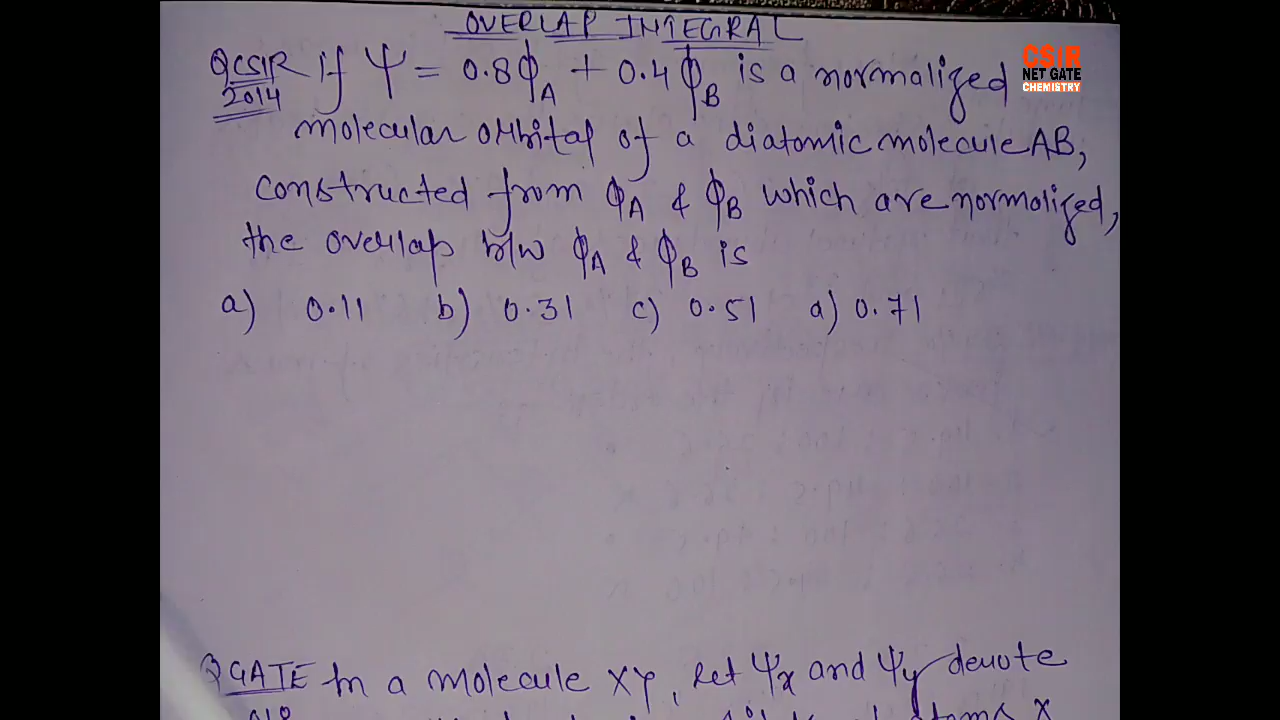 OVERLAP INTEGRAL
QCSIR if Ψ = 0.8ϕA + 0.4ϕB is a normalized
2014
CSIR
NET GATE
CHEMISTRY
molecular orbital of a diatomic molecule AB,
constructed from ϕA & ϕB which are normalized,
the overlap b/w ϕA & ϕB is
a) 0.11 b) 0.31 c) 0.51 a) 0.71
Q GATE In a molecule XY, Let Ψx and Ψy denote